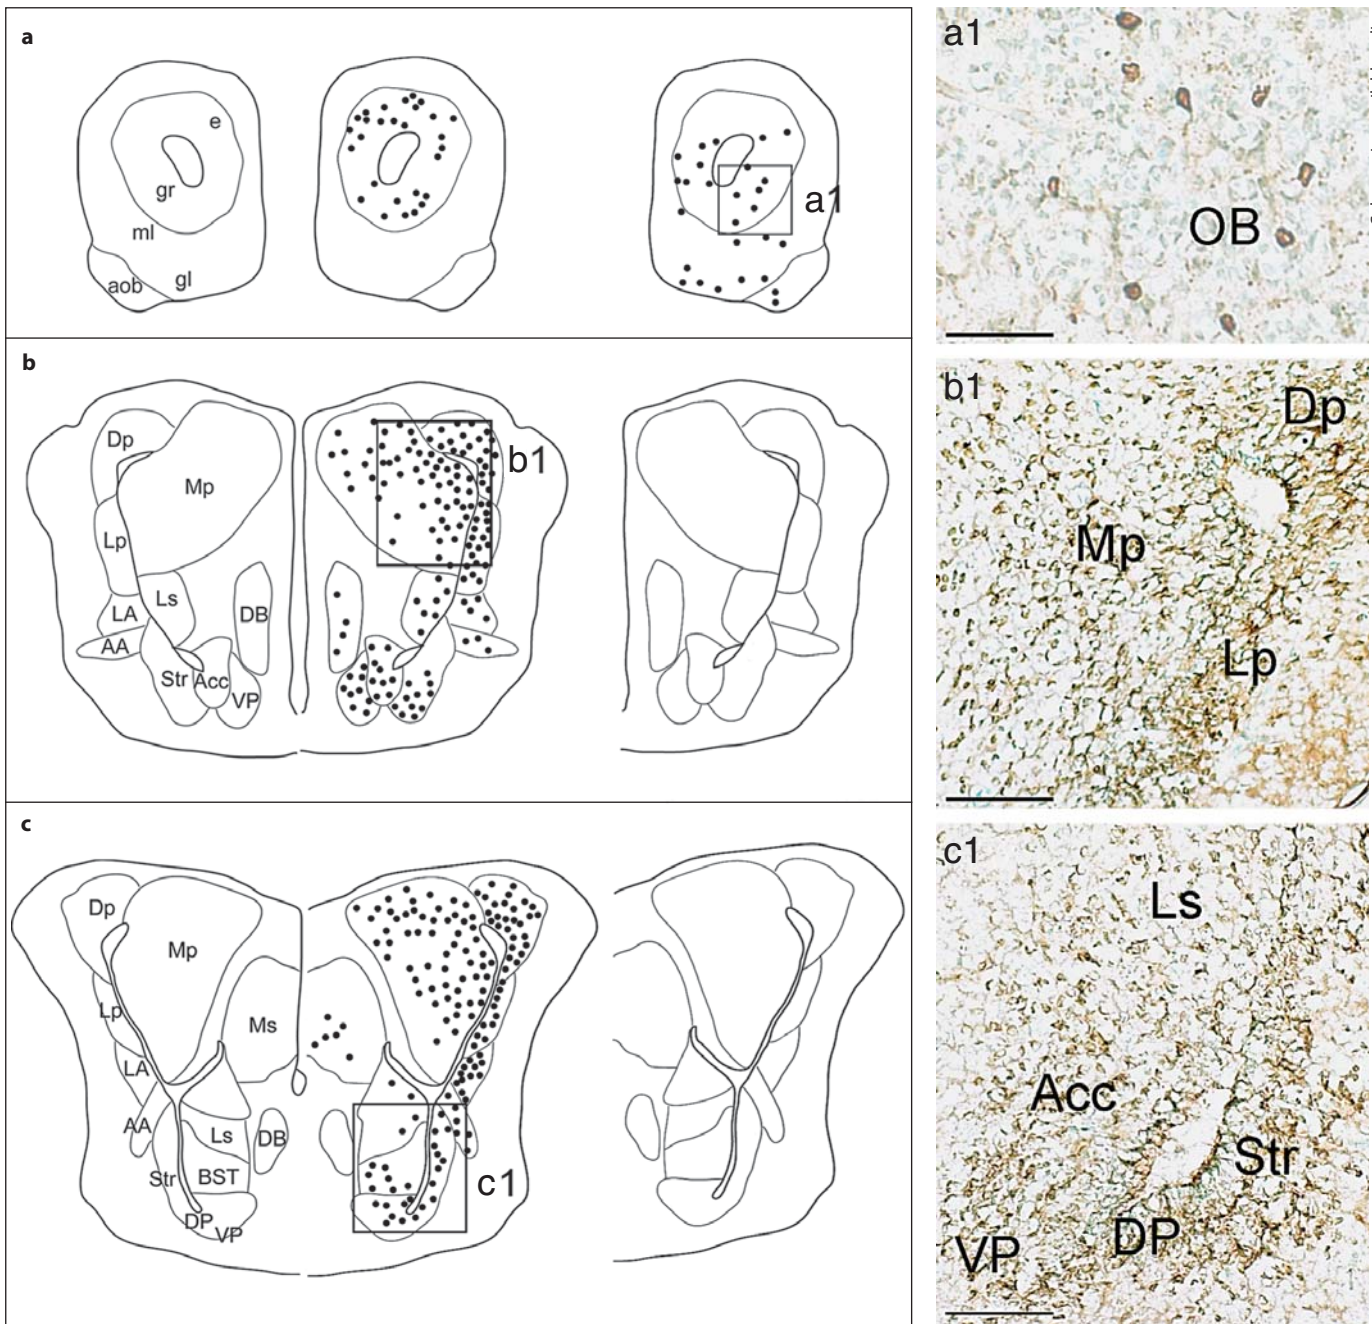 a
e
gr
ml
aob
gl
a1
b
Dp
Mp
Lp
Ls
LA
DB
AA
Str
Acc
VP
b1
c
Dp
Mp
Lp
Ms
LA
AA
Ls
DB
Str
BST
DP
VP
c1
a1
OB
b1
Dp
Mp
Lp
c1
Ls
Acc
Str
DP
VP